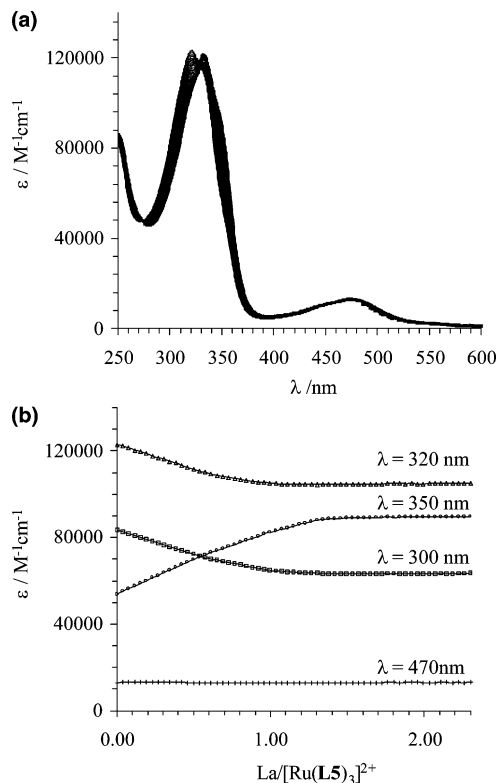 (a)
120000
80000
40000
0
ε / M⁻¹cm⁻¹
250 300 350 400 450 500 550 600
λ /nm
(b)
120000
80000
40000
0
ε / M⁻¹cm⁻¹
λ = 320 nm
λ = 350 nm
λ = 300 nm
λ = 470nm
0.00 1.00 2.00
La/[Ru(L5)₃]²⁺